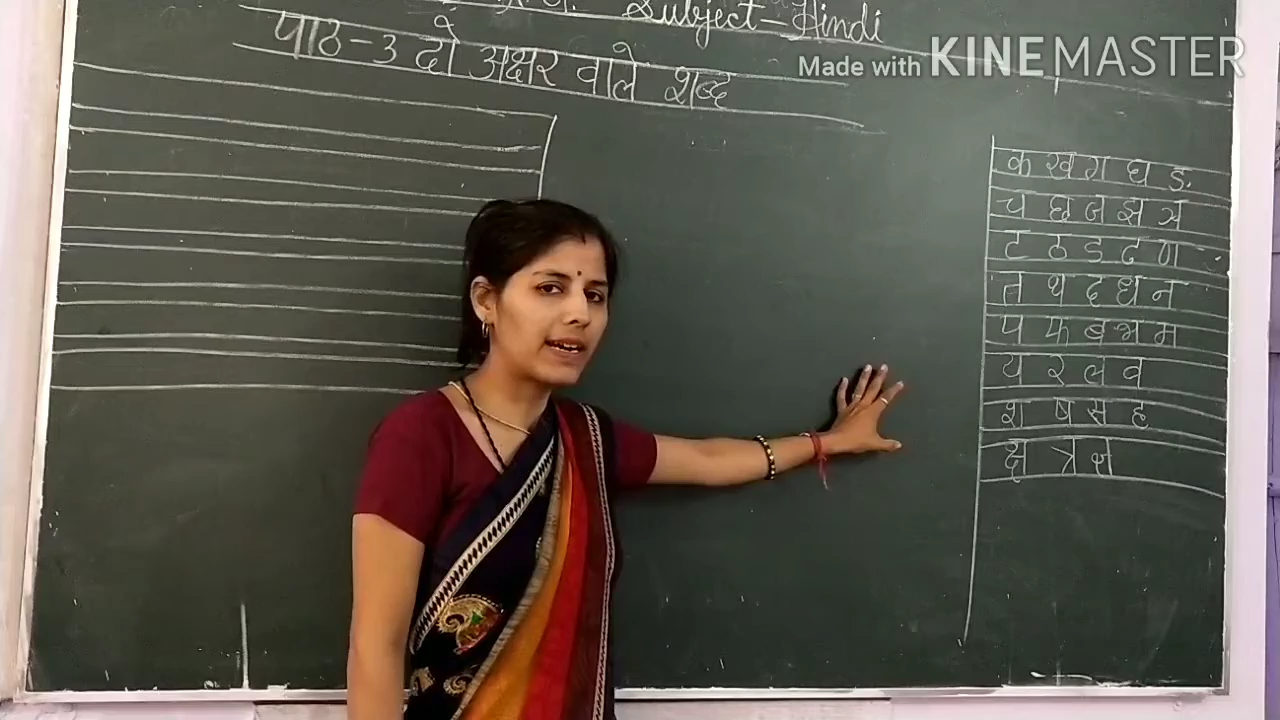 Subject-Hindi
पाठ-3 दो अक्षर वाले शब्द
Made with KINEMASTER
क ख ग घ ङ
च छ ज झ ञ
ट ठ ड ढ ण
त थ द ध न
प फ ब भ म
य र ल व
श ष स ह
क्ष त्र ज्ञ